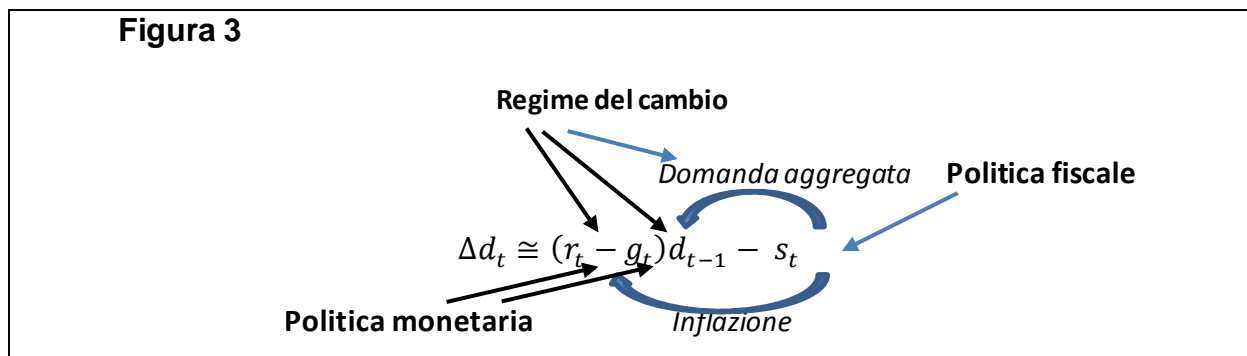 Figura 3
Regime del cambio
Domanda aggregata
Politica fiscale
Δd_t ≅ (r_t − g_t)d_{t−1} − s_t
Politica monetaria
Inflazione